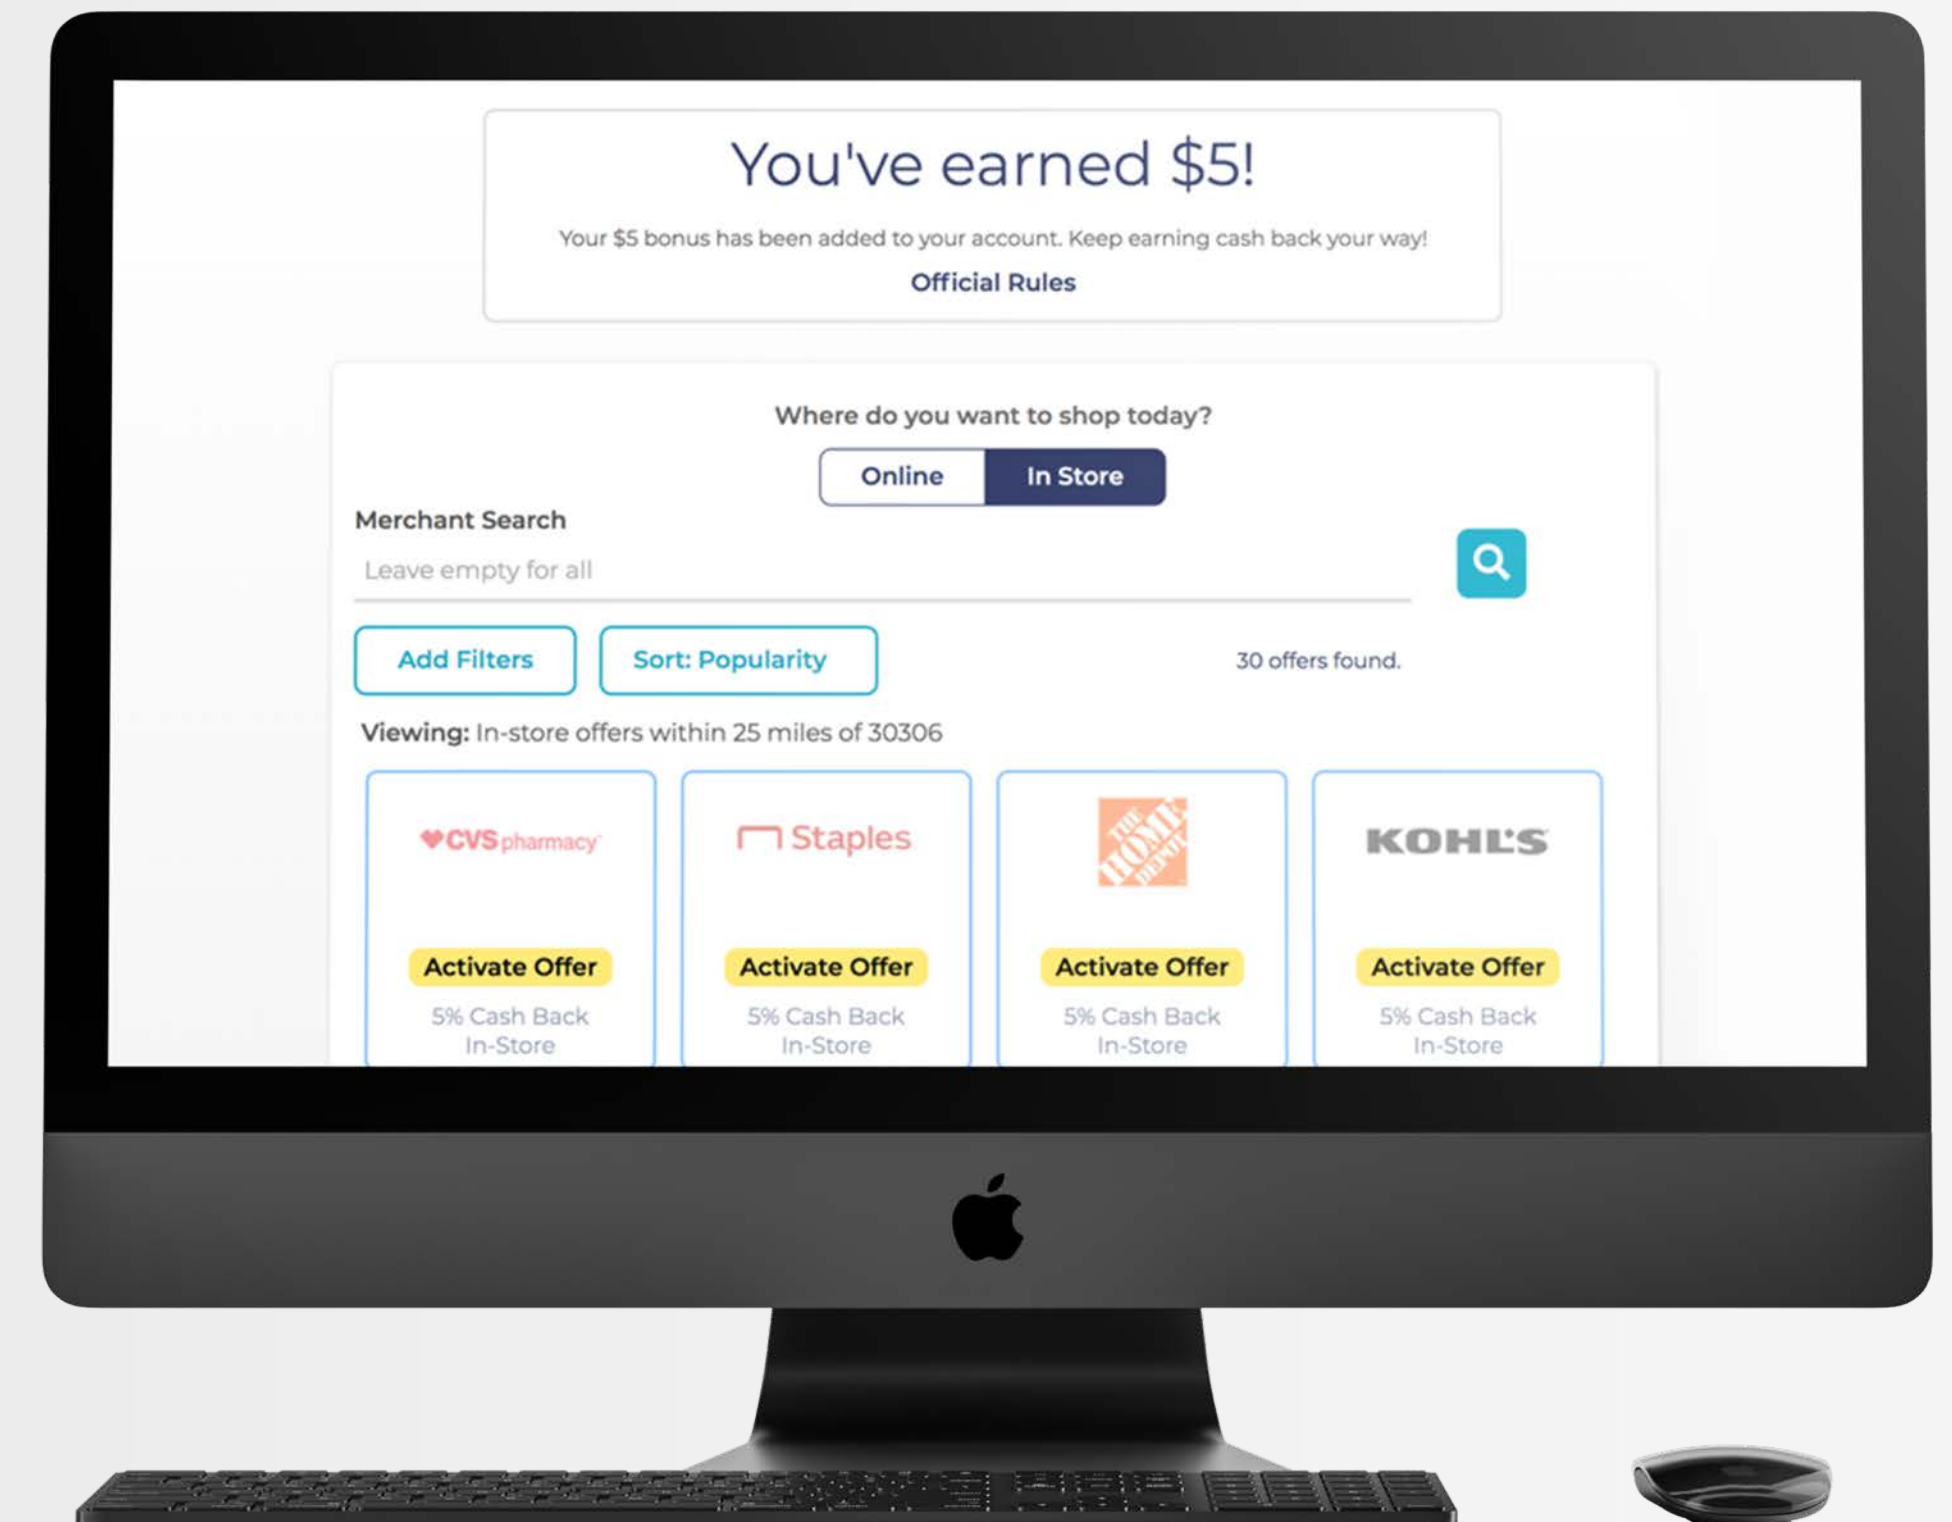 You've earned $5!
Your $5 bonus has been added to your account. Keep earning cash back your way!
Official Rules
Where do you want to shop today?
Online In Store
Merchant Search
Leave empty for all
Add Filters Sort: Popularity 30 offers found.
Viewing: In-store offers within 25 miles of 30306
CVS pharmacy Staples THE HOME DEPOT KOHL'S
Activate Offer Activate Offer Activate Offer Activate Offer
5% Cash Back 5% Cash Back 5% Cash Back 5% Cash Back
In-Store In-Store In-Store In-Store